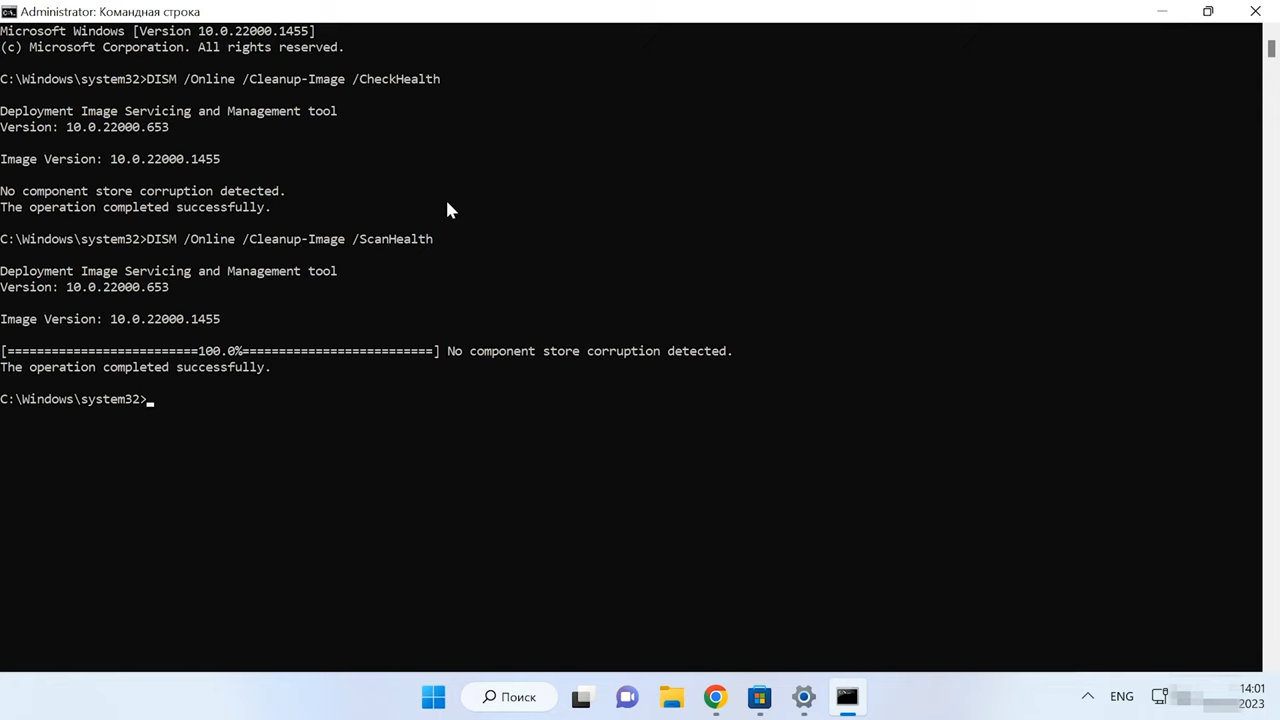 Administrator: Командная строка
Microsoft Windows [Version 10.0.22000.1455]
(c) Microsoft Corporation. All rights reserved.
C:\Windows\system32>DISM /Online /Cleanup-Image /CheckHealth
Deployment Image Servicing and Management tool
Version: 10.0.22000.653
Image Version: 10.0.22000.1455
No component store corruption detected.
The operation completed successfully.
C:\Windows\system32>DISM /Online /Cleanup-Image /ScanHealth
Deployment Image Servicing and Management tool
Version: 10.0.22000.653
Image Version: 10.0.22000.1455
[==========================100.0%==========================] No component store corruption detected.
The operation completed successfully.
C:\Windows\system32>
Поиск
ENG
14:01
2023